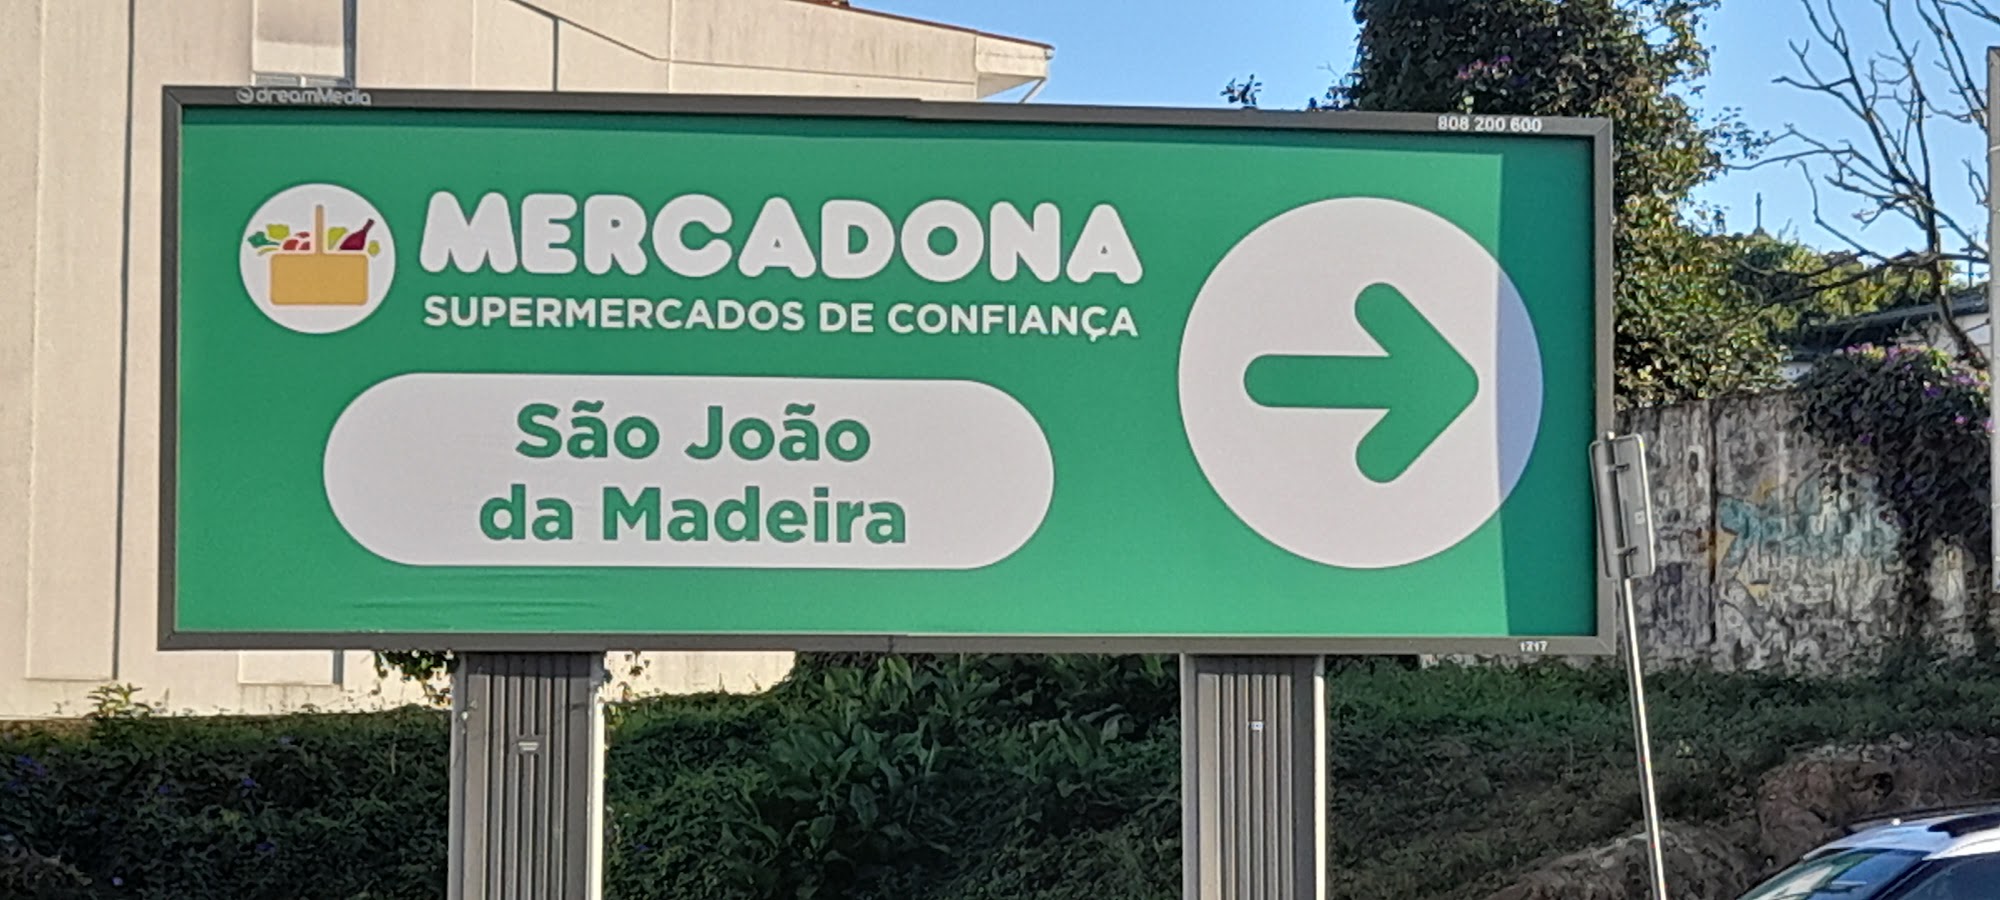 dreamMedia
808 200 600
MERCADONA
SUPERMERCADOS DE CONFIANÇA
São João
da Madeira
1217